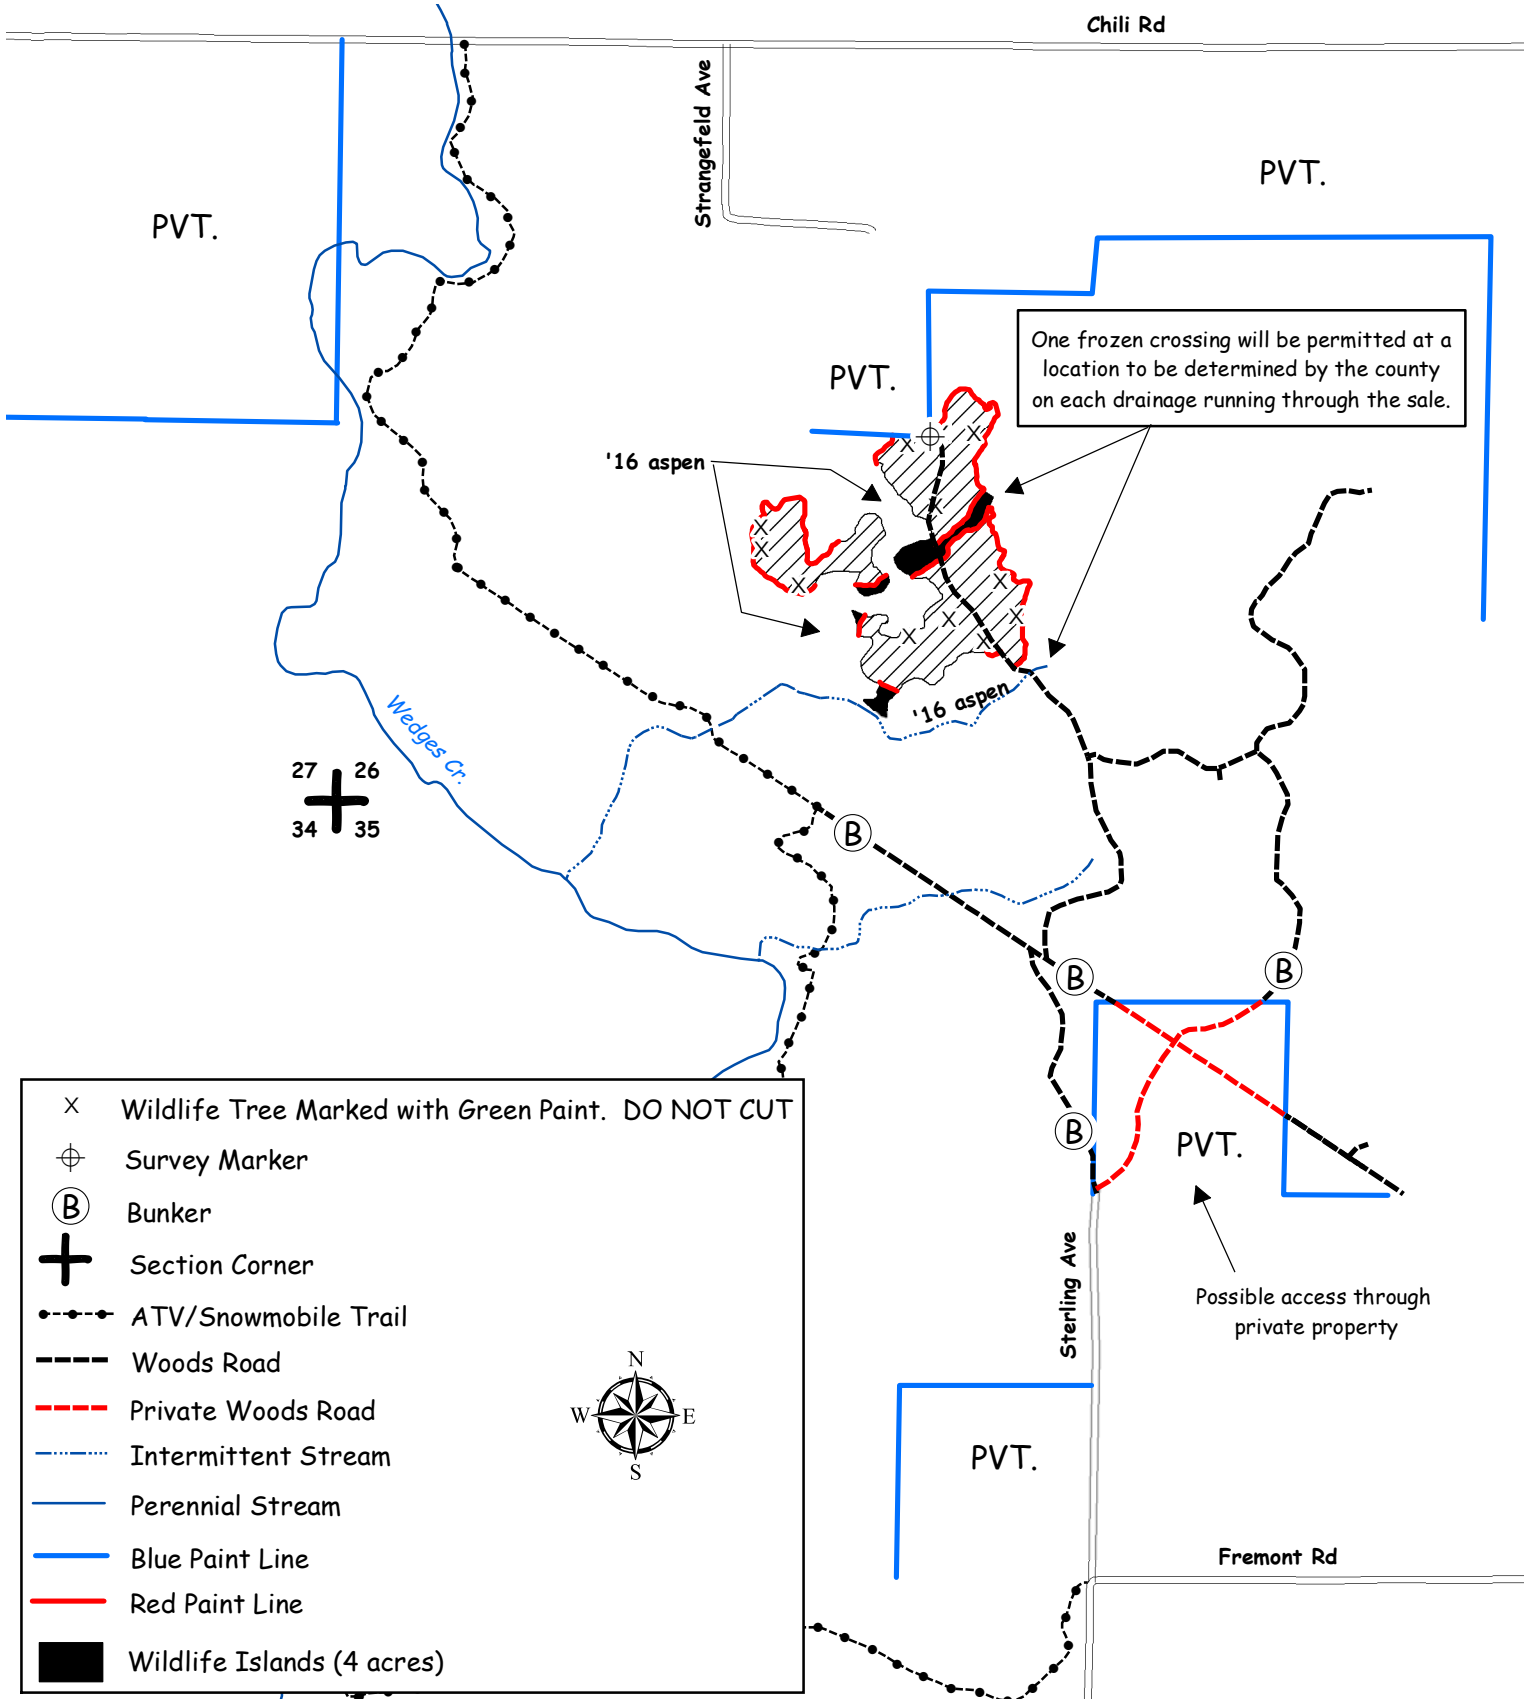 Chili Rd
Strangefeld Ave
PVT.
PVT.
One frozen crossing will be permitted at a
location to be determined by the county
on each drainage running through the sale.
PVT.
'16 aspen
'16 aspen
Wedges Cr.
27 26
34 35
B
B
B
B
PVT.
Sterling Ave
Possible access through
private property
PVT.
Fremont Rd
X Wildlife Tree Marked with Green Paint. DO NOT CUT
Survey Marker
B Bunker
Section Corner
ATV/Snowmobile Trail
Woods Road
Private Woods Road
Intermittent Stream
Perennial Stream
Blue Paint Line
Red Paint Line
Wildlife Islands (4 acres)
N
W E
S